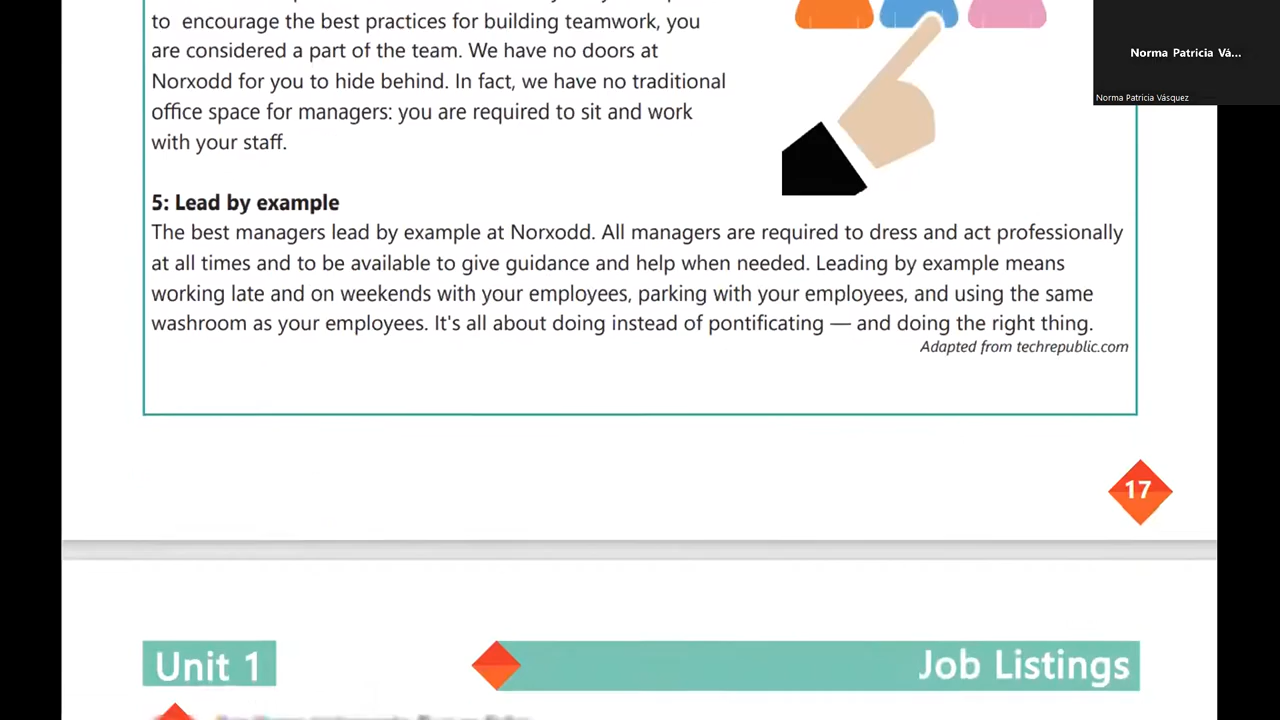 to encourage the best practices for building teamwork, you
are considered a part of the team. We have no doors at
Norxodd for you to hide behind. In fact, we have no traditional
office space for managers: you are required to sit and work
with your staff.
5: Lead by example
The best managers lead by example at Norxodd. All managers are required to dress and act professionally
at all times and to be available to give guidance and help when needed. Leading by example means
working late and on weekends with your employees, parking with your employees, and using the same
washroom as your employees. It's all about doing instead of pontificating — and doing the right thing.
Adapted from techrepublic.com
17
Unit 1
Job Listings
Norma Patricia Vá...
Norma Patricia Vásquez